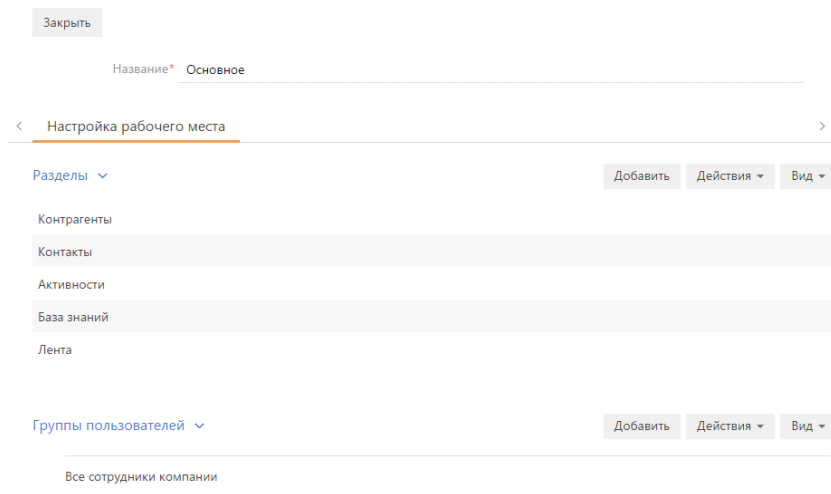 Закрыть
Название* Основное
Настройка рабочего места
Разделы Добавить Действия Вид
Контрагенты
Контакты
Активности
База знаний
Лента
Группы пользователей Добавить Действия Вид
Все сотрудники компании